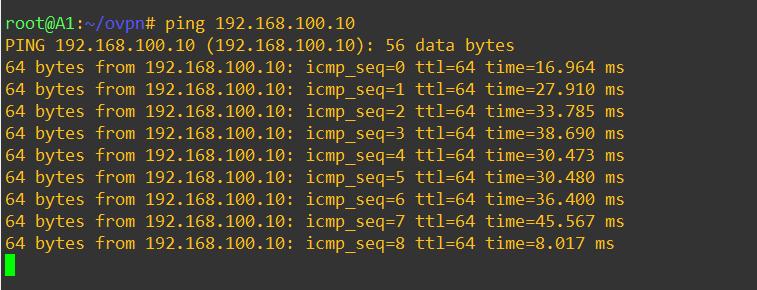 root@A1:~/ovpn# ping 192.168.100.10
PING 192.168.100.10 (192.168.100.10): 56 data bytes
64 bytes from 192.168.100.10: icmp_seq=0 ttl=64 time=16.964 ms
64 bytes from 192.168.100.10: icmp_seq=1 ttl=64 time=27.910 ms
64 bytes from 192.168.100.10: icmp_seq=2 ttl=64 time=33.785 ms
64 bytes from 192.168.100.10: icmp_seq=3 ttl=64 time=38.690 ms
64 bytes from 192.168.100.10: icmp_seq=4 ttl=64 time=30.473 ms
64 bytes from 192.168.100.10: icmp_seq=5 ttl=64 time=30.480 ms
64 bytes from 192.168.100.10: icmp_seq=6 ttl=64 time=36.400 ms
64 bytes from 192.168.100.10: icmp_seq=7 ttl=64 time=45.567 ms
64 bytes from 192.168.100.10: icmp_seq=8 ttl=64 time=8.017 ms